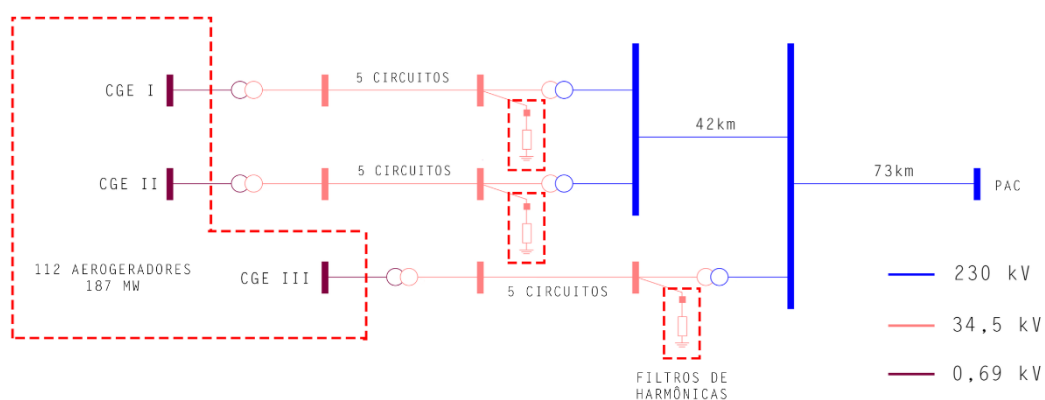 CGE I
5 CIRCUITOS
42km
CGE II
5 CIRCUITOS
73km
PAC
112 AEROGERADORES
187 MW
CGE III
5 CIRCUITOS
230 kV
34,5 kV
0,69 kV
FILTROS DE
HARMÔNICAS